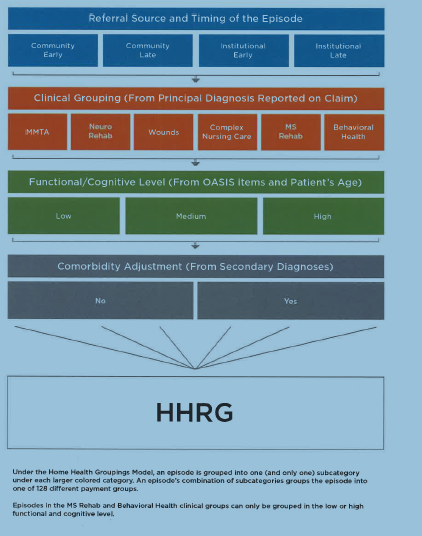 Referral Source and Timing of the Episode
Community
Early
Community
Late
Institutional
Early
Institutional
Late
Clinical Grouping (From Principal Diagnosis Reported on Claim)
MMTA
Neuro
Rehab
Wounds
Complex
Nursing Care
MS
Rehab
Behavioral
Health
Functional/Cognitive Level (From OASIS items and Patient's Age)
Low
Medium
High
Comorbidity Adjustment (From Secondary Diagnoses)
No
Yes
HHRG
Under the Home Health Groupings Model, an episode is grouped into one (and only one) subcategory
under each larger colored category. An episode's combination of subcategories groups the episode into
one of 128 different payment groups.
Episodes in the MS Rehab and Behavioral Health clinical groups can only be grouped in the low or high
functional and cognitive level.